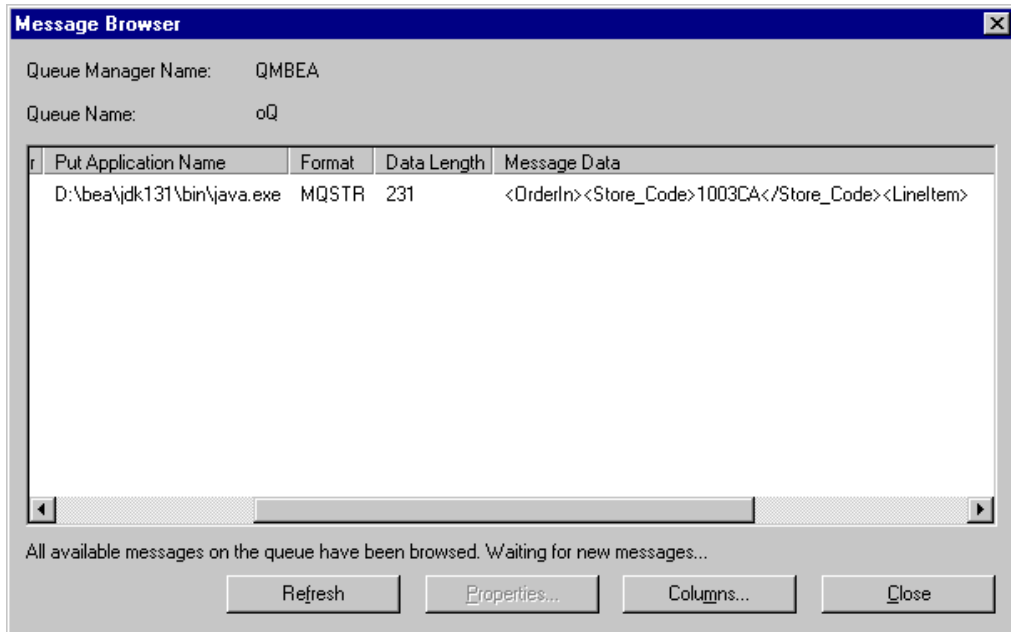 Message Browser
Queue Manager Name: QMBEA
Queue Name: oQ
r Put Application Name Format Data Length Message Data
D:\bea\jdk131\bin\java.exe MQSTR 231 <OrderIn><Store_Code>1003CA</Store_Code><LineItem>
All available messages on the queue have been browsed. Waiting for new messages...
Refresh Properties... Columns... Close